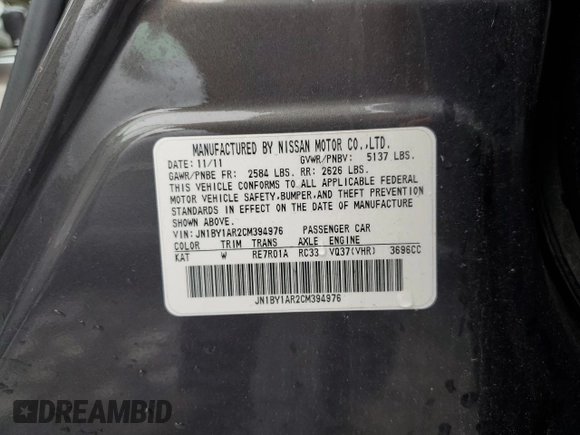 MANUFACTURED BY NISSAN MOTOR CO.,LTD.
DATE: 11/11 GVWR/PNBV: 5137 LBS.
GAWR/PNBE FR: 2584 LBS. RR: 2626 LBS.
THIS VEHICLE CONFORMS TO ALL APPLICABLE FEDERAL
MOTOR VEHICLE SAFETY,BUMPER,AND THEFT PREVENTION
STANDARDS IN EFFECT ON THE DATE OF MANUFACTURE
SHOWN ABOVE.
VIN: JN1BY1AR2CM394976 PASSENGER CAR
COLOR TRIM TRANS AXLE ENGINE
KAT W RE7R01A RC33 VQ37(VHR) 3696CC
JN1BY1AR2CM394976
DREAMBID